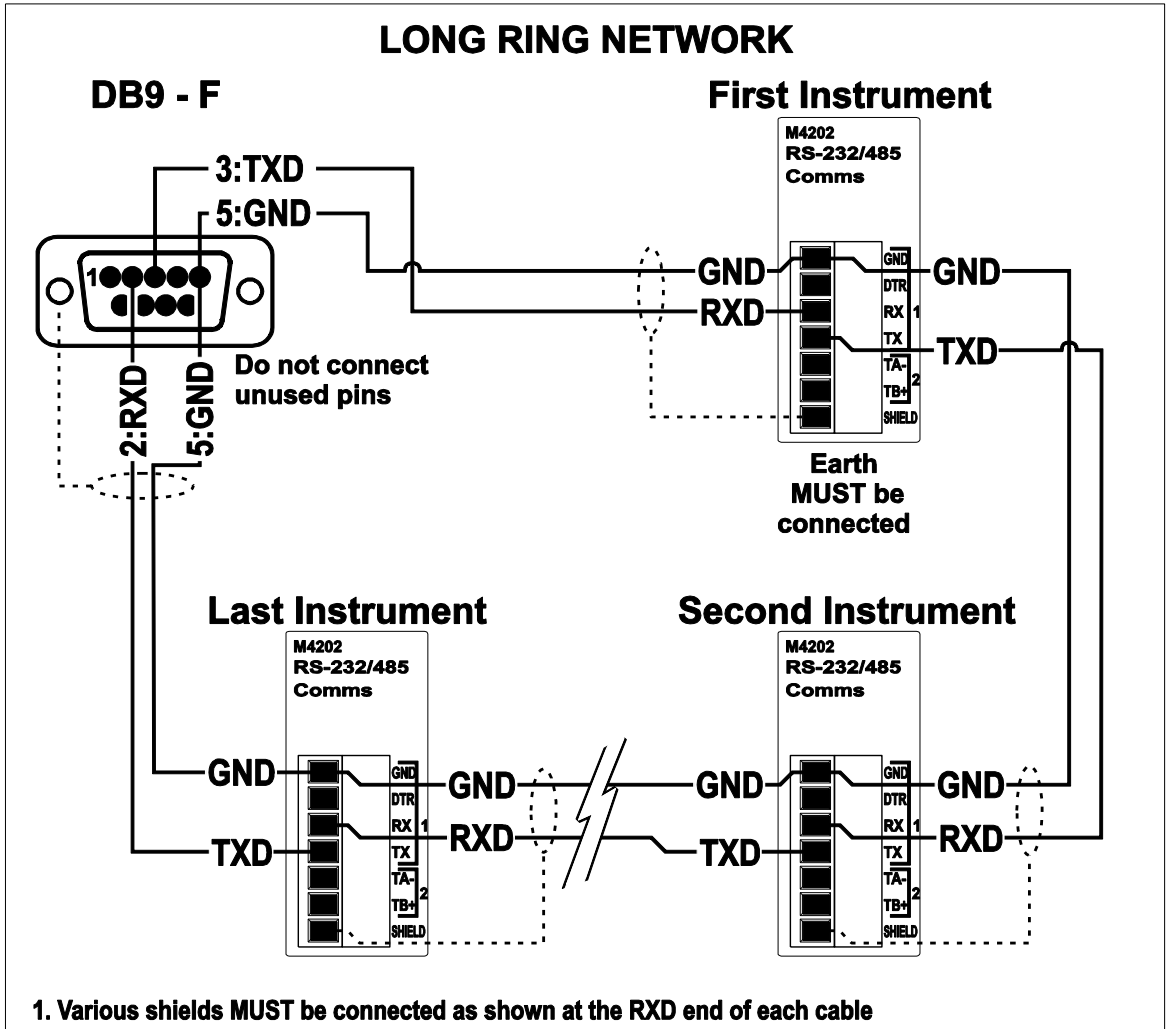 LONG RING NETWORK
DB9 - F
First Instrument
M4202
RS-232/485
Comms
3:TXD
5:GND
1
GND
RXD
GND
DTR
RX
TX
TA-
TB+
SHIELD
1
2
GND
TXD
Do not connect
unused pins
2:RXD
5:GND
Earth
MUST be
connected
Last Instrument
M4202
RS-232/485
Comms
GND
TXD
GND
DTR
RX
TX
TA-
TB+
SHIELD
1
2
GND
RXD
Second Instrument
M4202
RS-232/485
Comms
GND
TXD
GND
DTR
RX
TX
TA-
TB+
SHIELD
1
2
GND
RXD
1. Various shields MUST be connected as shown at the RXD end of each cable